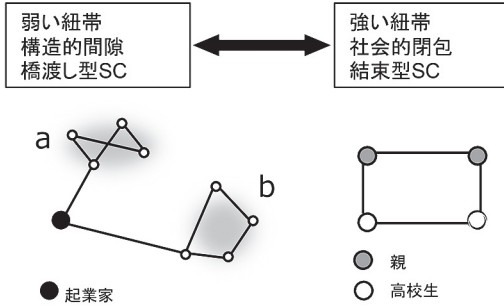 弱い紐帯
構造的間隙
橋渡し型SC
強い紐帯
社会的閉包
結束型SC
a
b
起業家
親
高校生